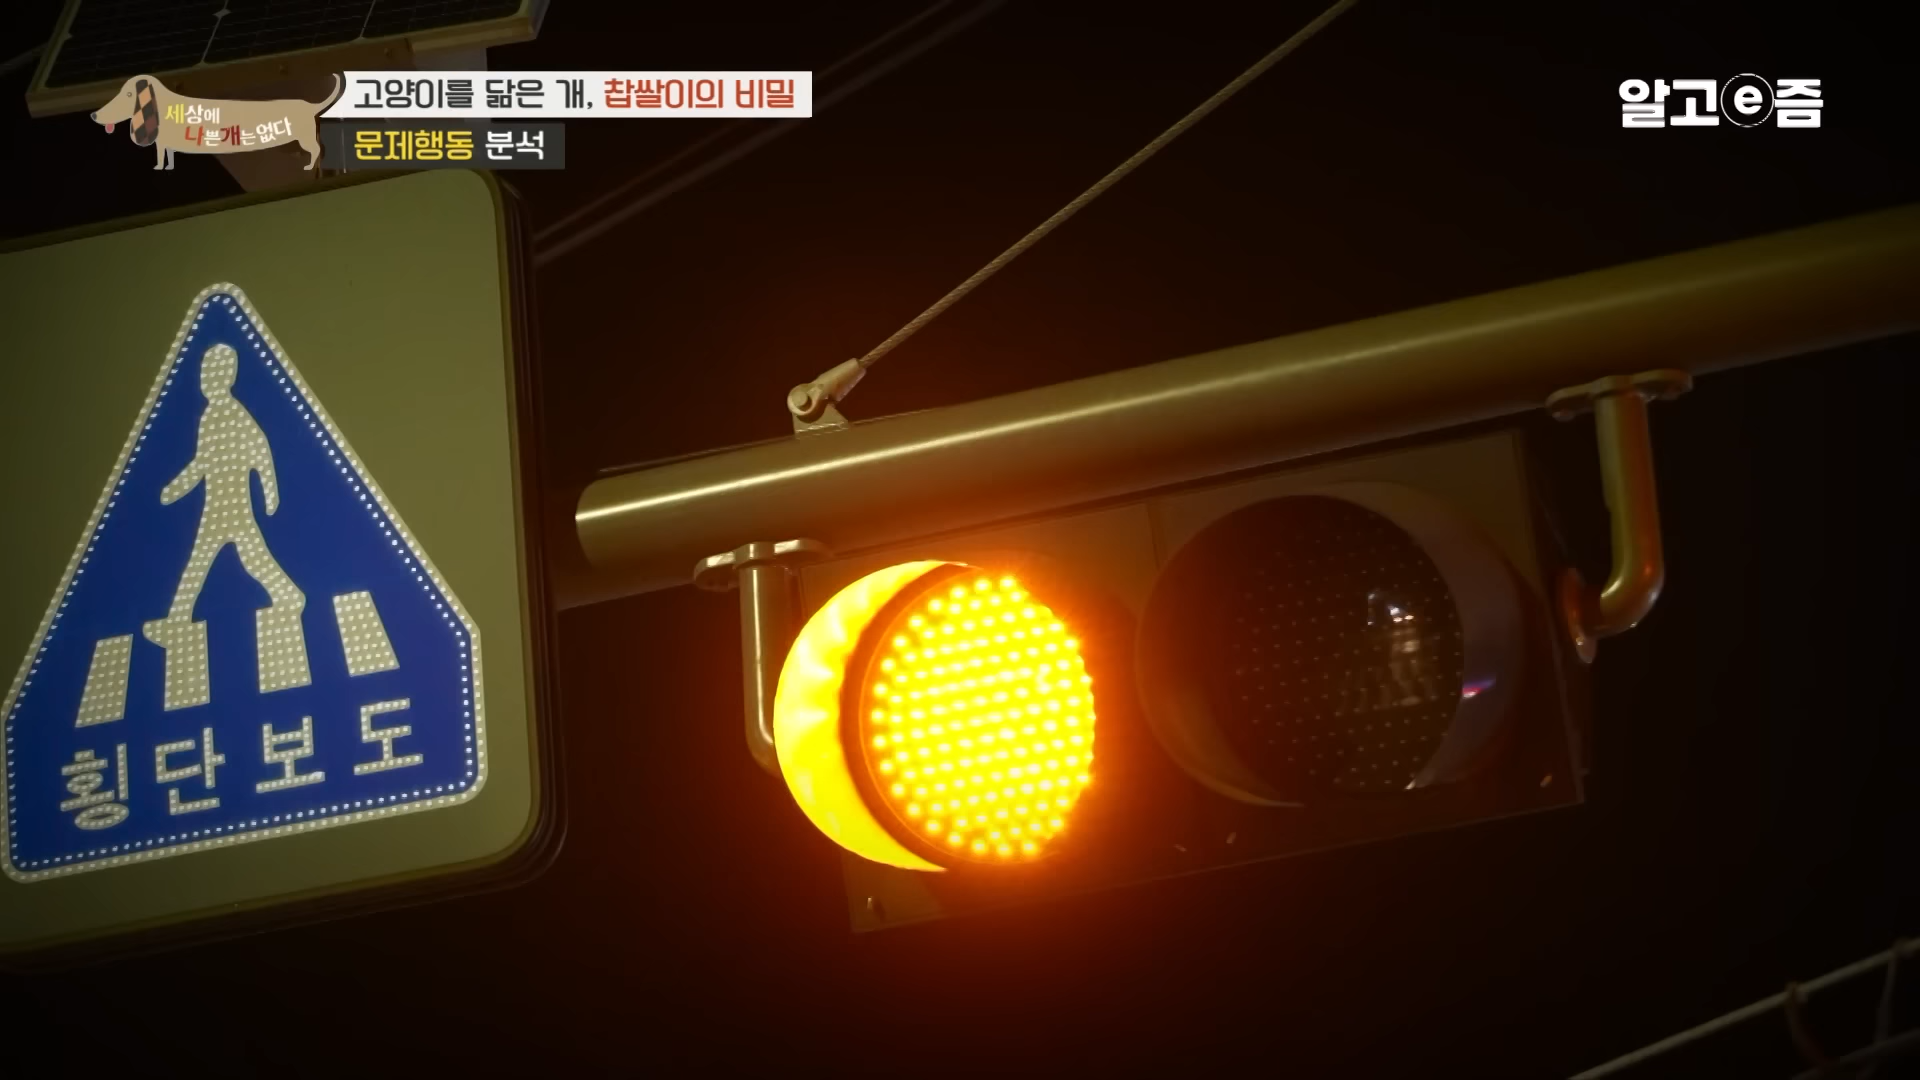 고양이를 닮은 개, 찹쌀이의 비밀
세상에
나쁜개는없다
문제행동 분석
알고e즘
횡단보도